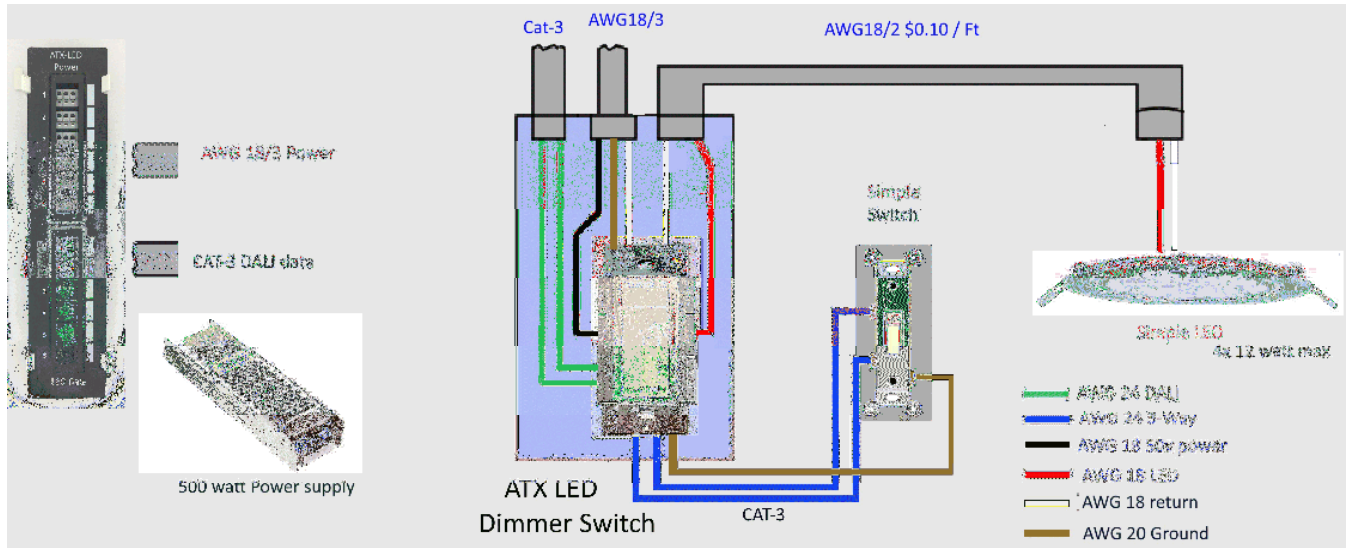 Cat-3
AWG18/3
AWG18/2 $0.10 / Ft
ATX-LED
Power
AWG 18/3 Power
CAT-3 DALI data
500 watt Power supply
ATX LED
Dimmer Switch
CAT-3
Simple
Switch
Simple LED
4x 12 watt max
AWG 24 DALI
AWG 24 3-Way
AWG 18 50v power
AWG 18 LED
AWG 18 return
AWG 20 Ground